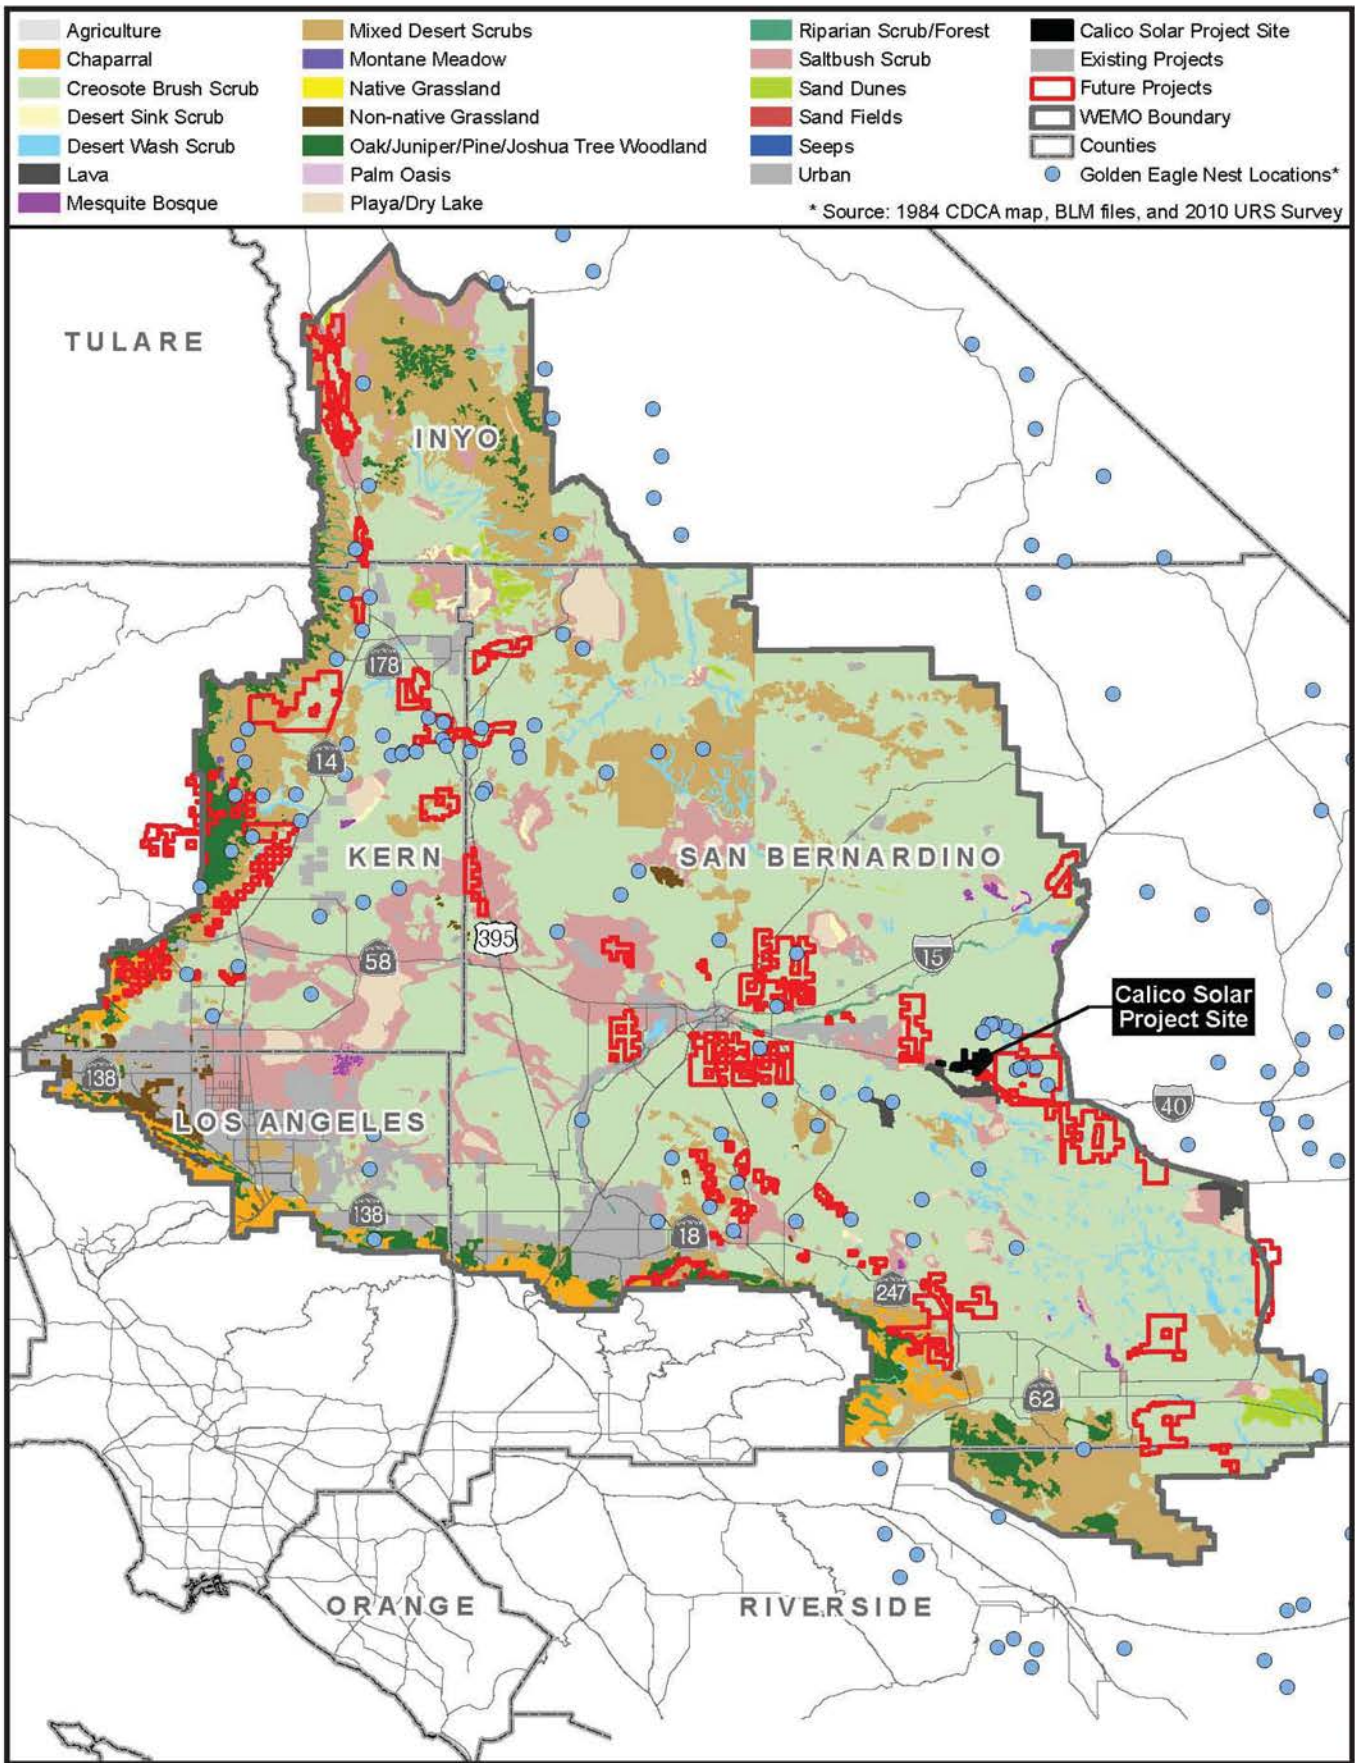 Agriculture
Chaparral
Creosote Brush Scrub
Desert Sink Scrub
Desert Wash Scrub
Lava
Mesquite Bosque
Mixed Desert Scrubs
Montane Meadow
Native Grassland
Non-native Grassland
Oak/Juniper/Pine/Joshua Tree Woodland
Palm Oasis
Playa/Dry Lake
Riparian Scrub/Forest
Saltbush Scrub
Sand Dunes
Sand Fields
Seeps
Urban
Calico Solar Project Site
Existing Projects
Future Projects
WEMO Boundary
Counties
Golden Eagle Nest Locations*
* Source: 1984 CDCA map, BLM files, and 2010 URS Survey
TULARE
INYO
178
14
KERN
SAN BERNARDINO
395
58
15
Calico Solar
Project Site
138
40
LOS ANGELES
138
18
247
62
ORANGE
RIVERSIDE